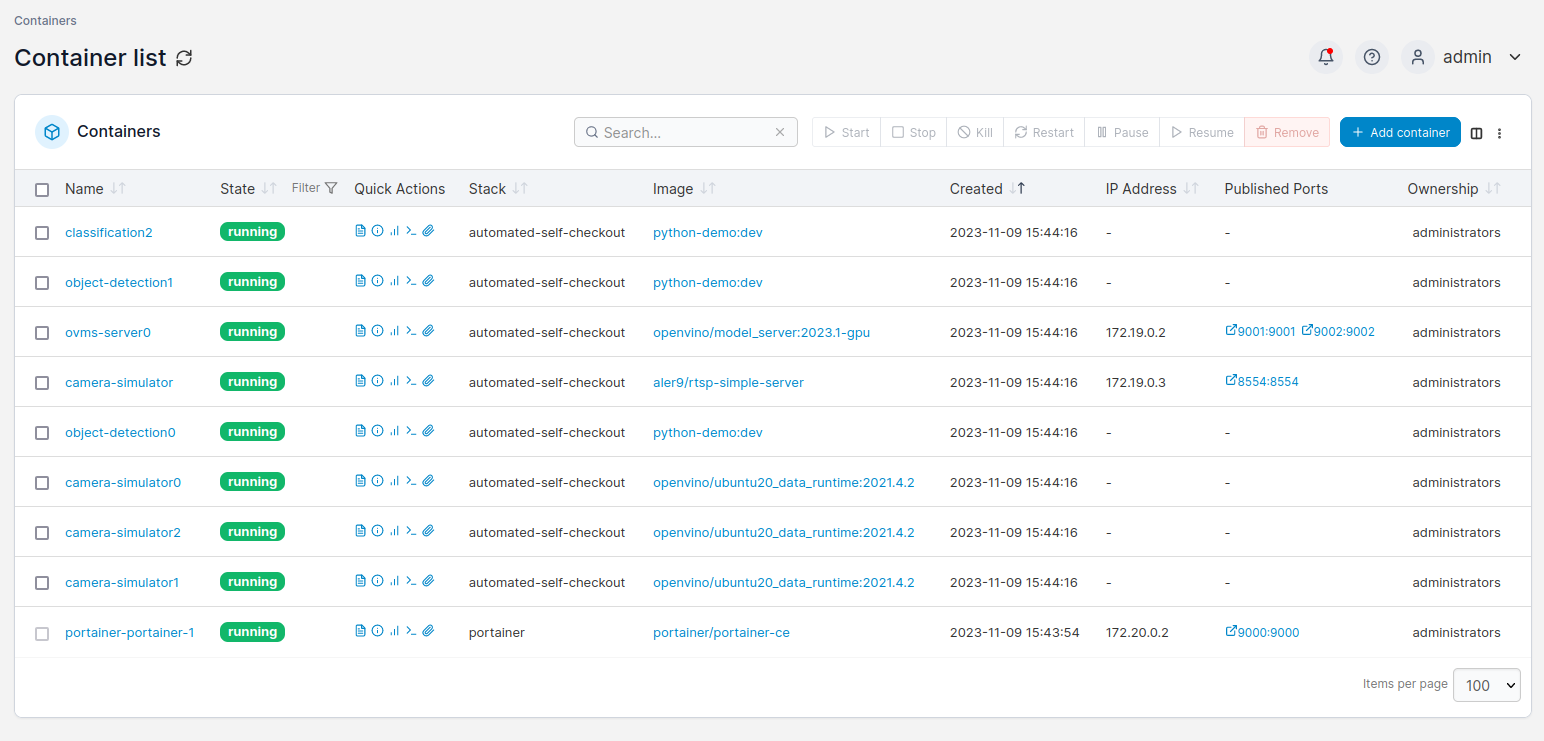 Containers
Container list
admin
Containers
Search...
Start Stop Kill Restart Pause Resume Remove
Add container
Name State Filter Quick Actions Stack Image Created IP Address Published Ports Ownership
classification2 running automated-self-checkout python-demo:dev 2023-11-09 15:44:16 - - administrators
object-detection1 running automated-self-checkout python-demo:dev 2023-11-09 15:44:16 - - administrators
ovms-server0 running automated-self-checkout openvino/model_server:2023.1-gpu 2023-11-09 15:44:16 172.19.0.2 9001:9001 9002:9002 administrators
camera-simulator running automated-self-checkout aler9/rtsp-simple-server 2023-11-09 15:44:16 172.19.0.3 8554:8554 administrators
object-detection0 running automated-self-checkout python-demo:dev 2023-11-09 15:44:16 - - administrators
camera-simulator0 running automated-self-checkout openvino/ubuntu20_data_runtime:2021.4.2 2023-11-09 15:44:16 - - administrators
camera-simulator2 running automated-self-checkout openvino/ubuntu20_data_runtime:2021.4.2 2023-11-09 15:44:16 - - administrators
camera-simulator1 running automated-self-checkout openvino/ubuntu20_data_runtime:2021.4.2 2023-11-09 15:44:16 - - administrators
portainer-portainer-1 running portainer portainer/portainer-ce 2023-11-09 15:43:54 172.20.0.2 9000:9000 administrators
Items per page 100